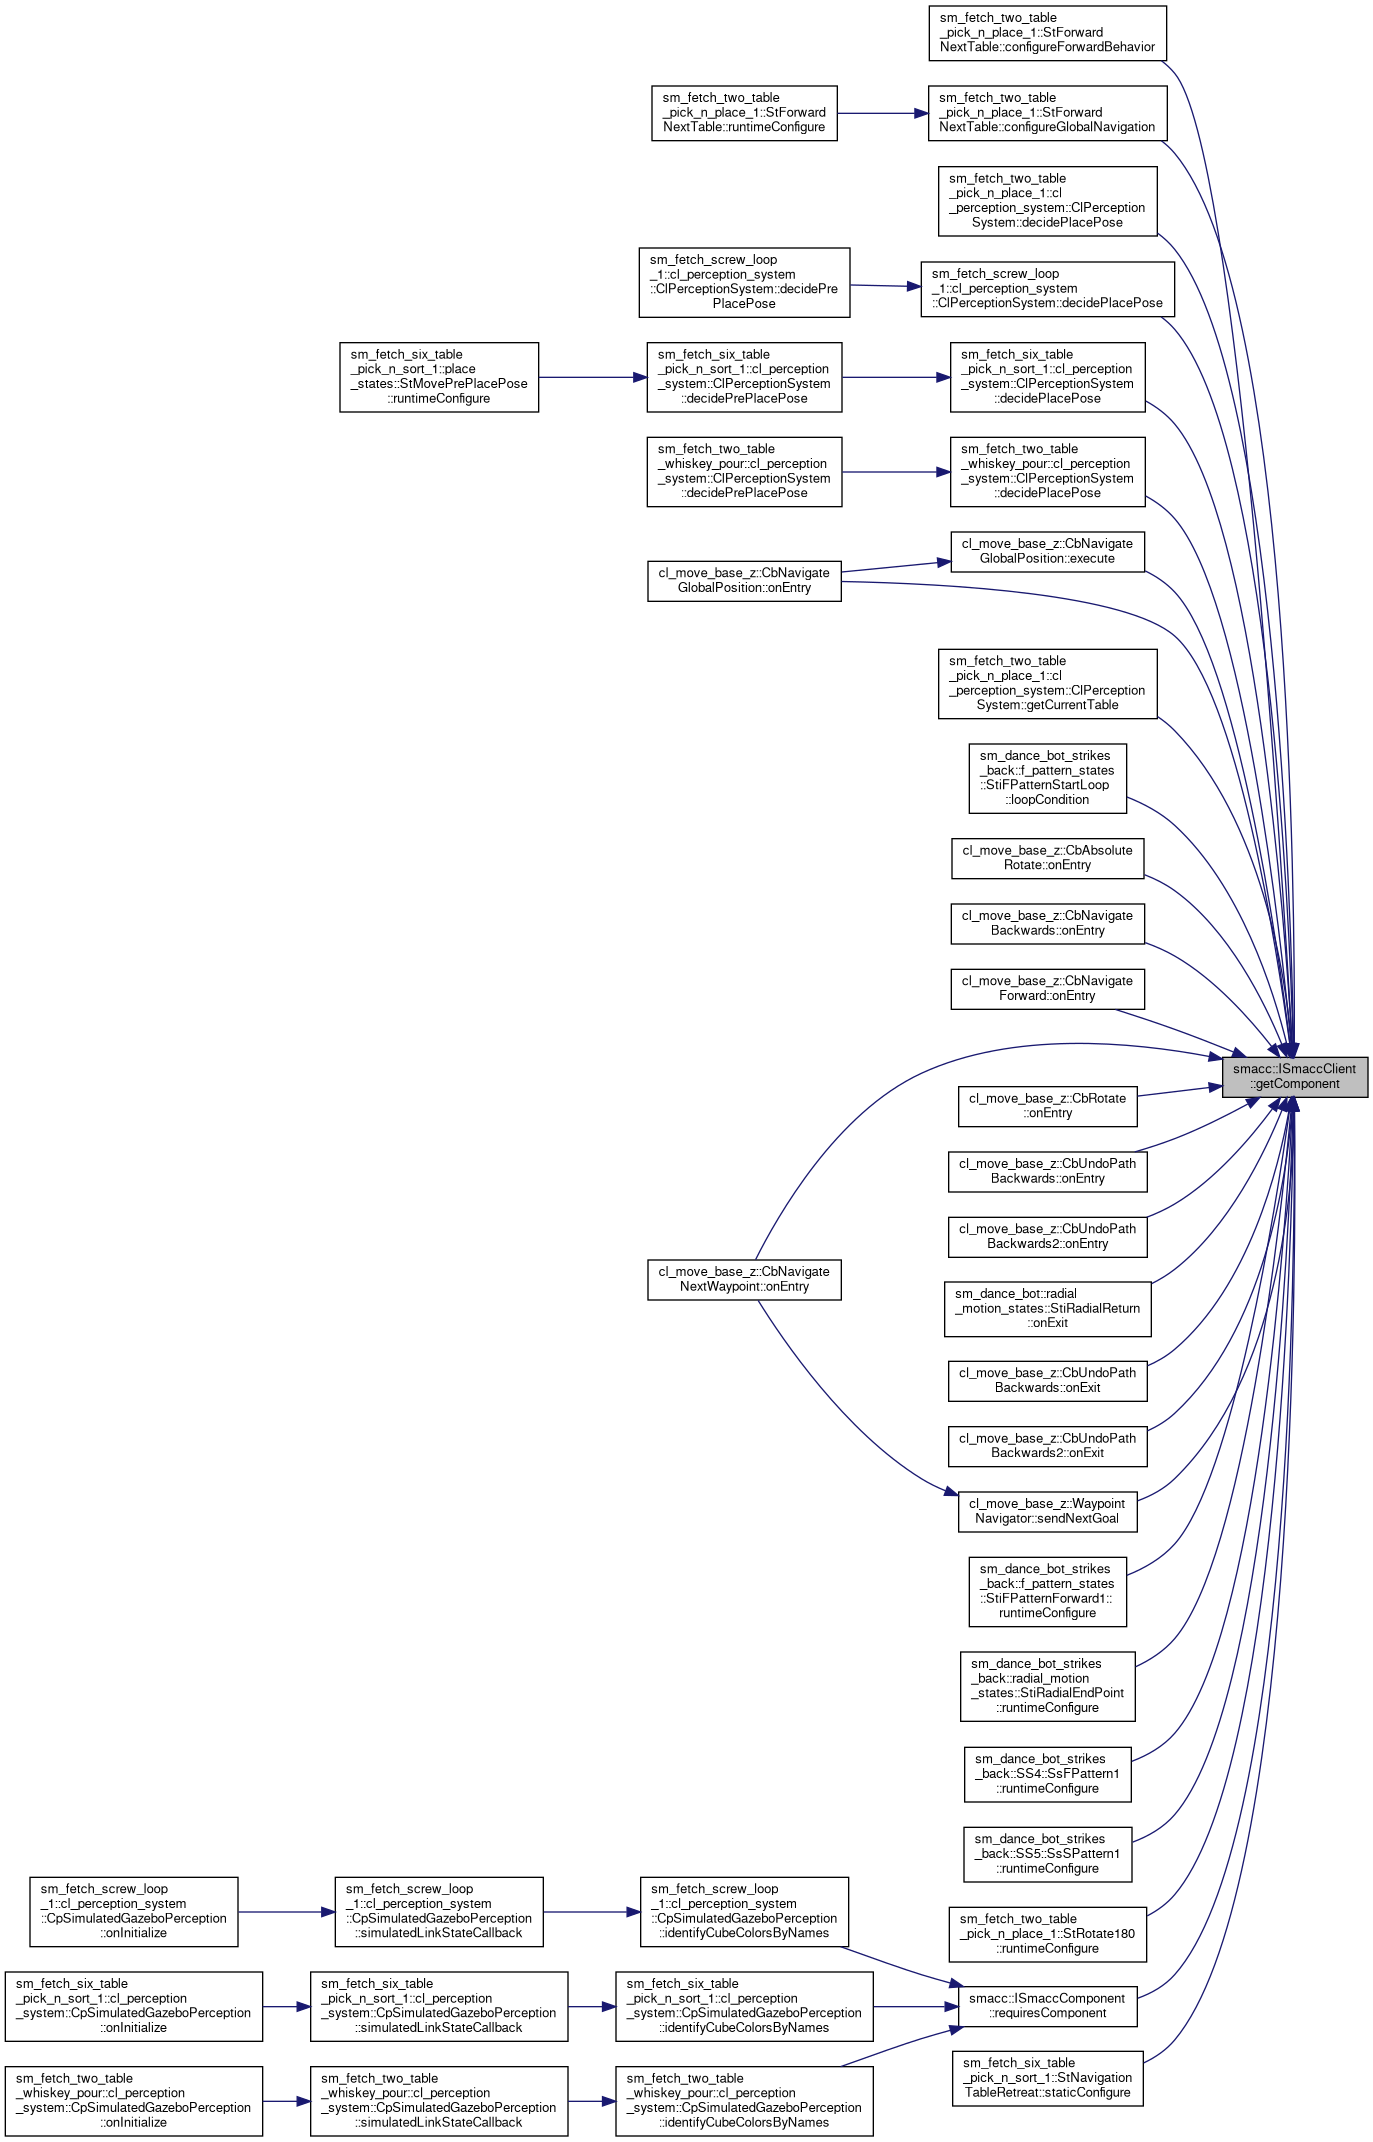 sm_fetch_two_table
_pick_n_place_1::StForward
NextTable::configureForwardBehavior
sm_fetch_two_table
_pick_n_place_1::StForward
NextTable::runtimeConfigure
sm_fetch_two_table
_pick_n_place_1::StForward
NextTable::configureGlobalNavigation
sm_fetch_two_table
_pick_n_place_1::cl
_perception_system::ClPerception
System::decidePlacePose
sm_fetch_screw_loop
_1::cl_perception_system
::ClPerceptionSystem::decidePre
PlacePose
sm_fetch_screw_loop
_1::cl_perception_system
::ClPerceptionSystem::decidePlacePose
sm_fetch_six_table
_pick_n_sort_1::place
_states::StMovePrePlacePose
::runtimeConfigure
sm_fetch_six_table
_pick_n_sort_1::cl_perception
_system::ClPerceptionSystem
::decidePrePlacePose
sm_fetch_six_table
_pick_n_sort_1::cl_perception
_system::ClPerceptionSystem
::decidePlacePose
sm_fetch_two_table
_whiskey_pour::cl_perception
_system::ClPerceptionSystem
::decidePrePlacePose
sm_fetch_two_table
_whiskey_pour::cl_perception
_system::ClPerceptionSystem
::decidePlacePose
cl_move_base_z::CbNavigate
GlobalPosition::onEntry
cl_move_base_z::CbNavigate
GlobalPosition::execute
sm_fetch_two_table
_pick_n_place_1::cl
_perception_system::ClPerception
System::getCurrentTable
sm_dance_bot_strikes
_back::f_pattern_states
::StiFPatternStartLoop
::loopCondition
cl_move_base_z::CbAbsolute
Rotate::onEntry
cl_move_base_z::CbNavigate
Backwards::onEntry
cl_move_base_z::CbNavigate
Forward::onEntry
smacc::ISmaccClient
::getComponent
cl_move_base_z::CbRotate
::onEntry
cl_move_base_z::CbUndoPath
Backwards::onEntry
cl_move_base_z::CbUndoPath
Backwards2::onEntry
cl_move_base_z::CbNavigate
NextWaypoint::onEntry
sm_dance_bot::radial
_motion_states::StiRadialReturn
::onExit
cl_move_base_z::CbUndoPath
Backwards::onExit
cl_move_base_z::CbUndoPath
Backwards2::onExit
cl_move_base_z::Waypoint
Navigator::sendNextGoal
sm_dance_bot_strikes
_back::f_pattern_states
::StiFPatternForward1::
runtimeConfigure
sm_dance_bot_strikes
_back::radial_motion
_states::StiRadialEndPoint
::runtimeConfigure
sm_dance_bot_strikes
_back::SS4::SsFPattern1
::runtimeConfigure
sm_dance_bot_strikes
_back::SS5::SsSPattern1
::runtimeConfigure
sm_fetch_screw_loop
_1::cl_perception_system
::CpSimulatedGazeboPerception
::onInitialize
sm_fetch_screw_loop
_1::cl_perception_system
::CpSimulatedGazeboPerception
::simulatedLinkStateCallback
sm_fetch_screw_loop
_1::cl_perception_system
::CpSimulatedGazeboPerception
::identifyCubeColorsByNames
sm_fetch_two_table
_pick_n_place_1::StRotate180
::runtimeConfigure
sm_fetch_six_table
_pick_n_sort_1::cl_perception
_system::CpSimulatedGazeboPerception
::onInitialize
sm_fetch_six_table
_pick_n_sort_1::cl_perception
_system::CpSimulatedGazeboPerception
::simulatedLinkStateCallback
sm_fetch_six_table
_pick_n_sort_1::cl_perception
_system::CpSimulatedGazeboPerception
::identifyCubeColorsByNames
smacc::ISmaccComponent
::requiresComponent
sm_fetch_two_table
_whiskey_pour::cl_perception
_system::CpSimulatedGazeboPerception
::onInitialize
sm_fetch_two_table
_whiskey_pour::cl_perception
_system::CpSimulatedGazeboPerception
::simulatedLinkStateCallback
sm_fetch_two_table
_whiskey_pour::cl_perception
_system::CpSimulatedGazeboPerception
::identifyCubeColorsByNames
sm_fetch_six_table
_pick_n_sort_1::StNavigation
TableRetreat::staticConfigure